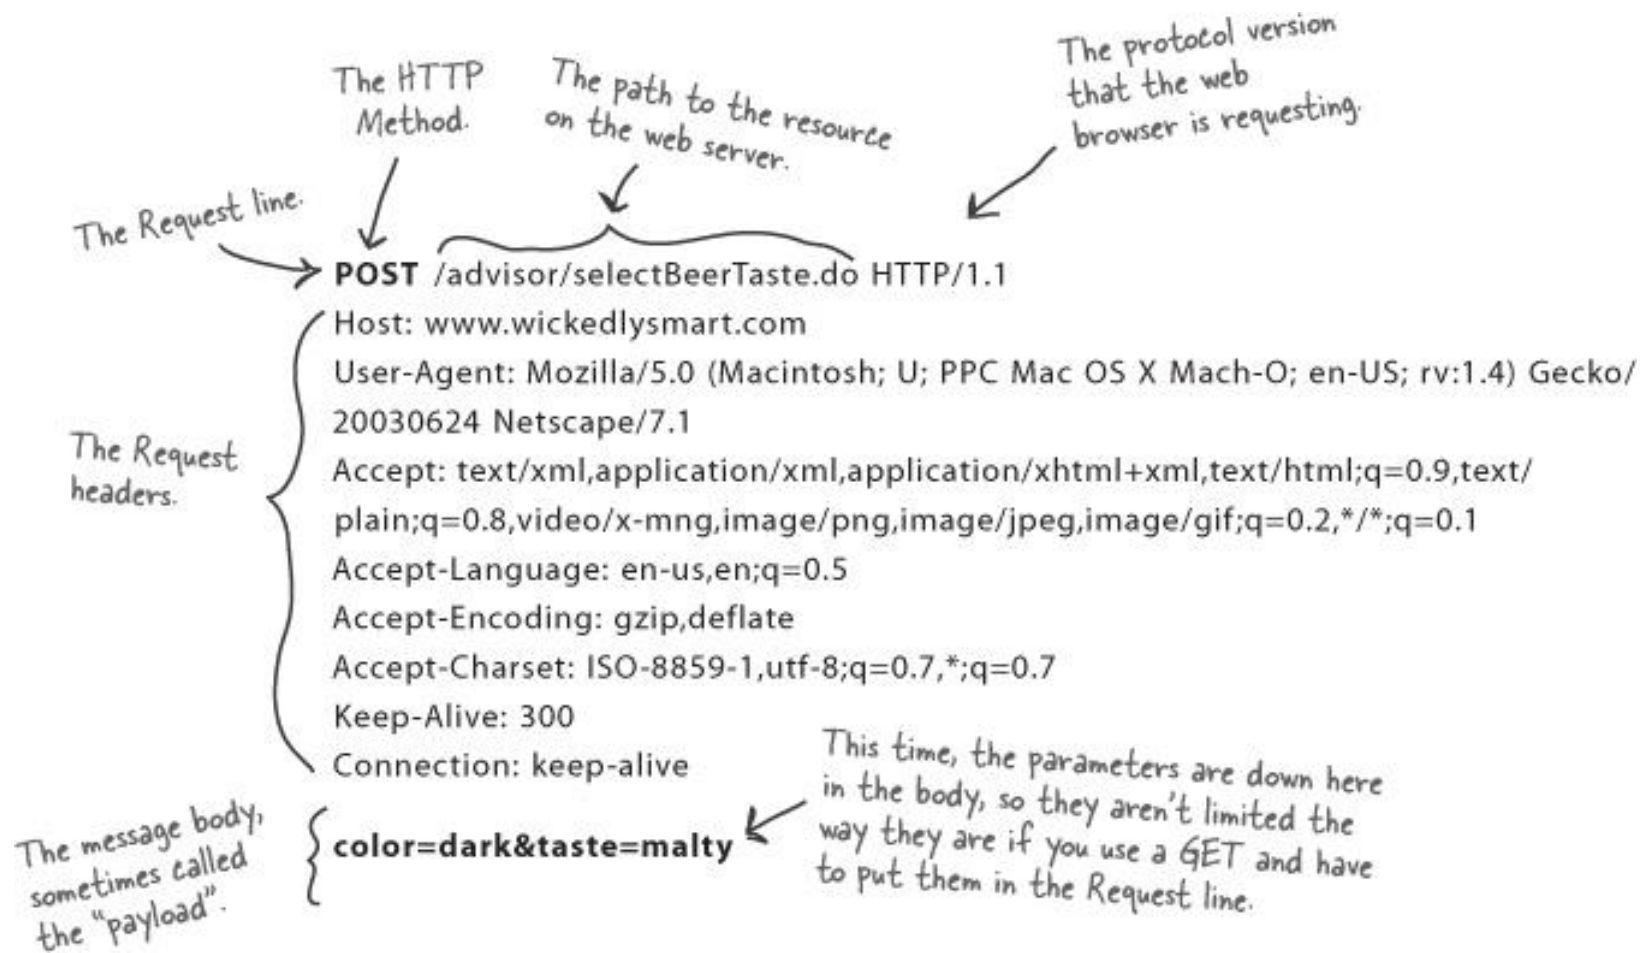 The HTTP
Method.
The path to the resource
on the web server.
The protocol version
that the web
browser is requesting.
The Request line.
POST /advisor/selectBeerTaste.do HTTP/1.1
Host: www.wickedlysmart.com
User-Agent: Mozilla/5.0 (Macintosh; U; PPC Mac OS X Mach-O; en-US; rv:1.4) Gecko/
20030624 Netscape/7.1
The Request
headers.
Accept: text/xml,application/xml,application/xhtml+xml,text/html;q=0.9,text/
plain;q=0.8,video/x-mng,image/png,image/jpeg,image/gif;q=0.2,*/*;q=0.1
Accept-Language: en-us,en;q=0.5
Accept-Encoding: gzip,deflate
Accept-Charset: ISO-8859-1,utf-8;q=0.7,*;q=0.7
Keep-Alive: 300
Connection: keep-alive
The message body,
sometimes called
the "payload".
color=dark&taste=malty
This time, the parameters are down here
in the body, so they aren't limited the
way they are if you use a GET and have
to put them in the Request line.